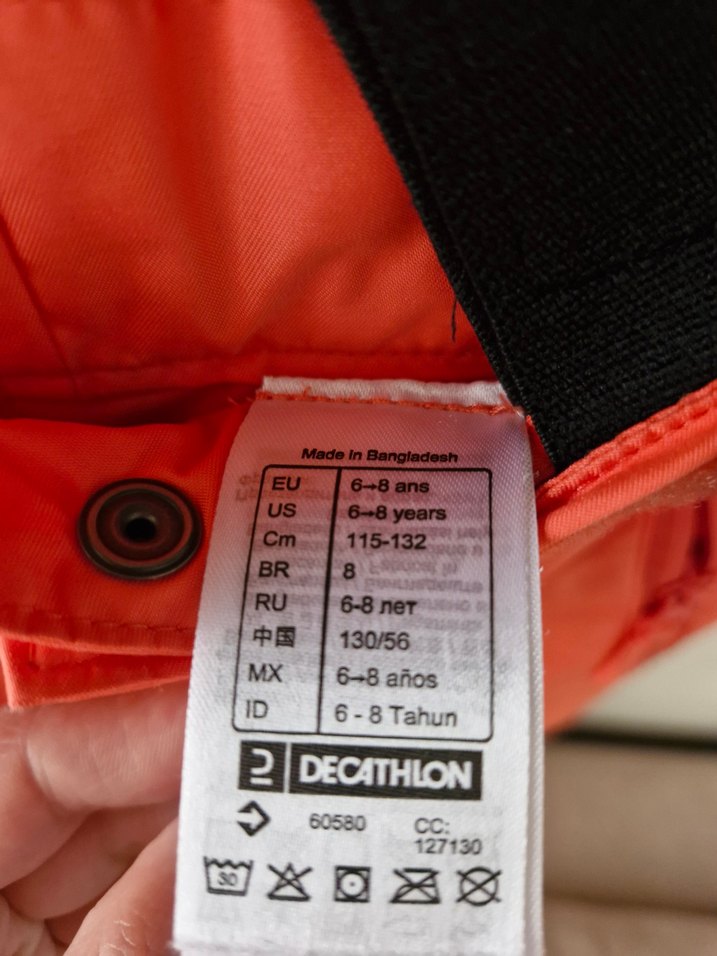 Made in Bangladesh
EU 6→8 ans
US 6→8 years
Cm 115-132
BR 8
RU 6-8 лет
中国 130/56
MX 6→8 años
ID 6 - 8 Tahun
DECATHLON
60580 CC:
127130
30